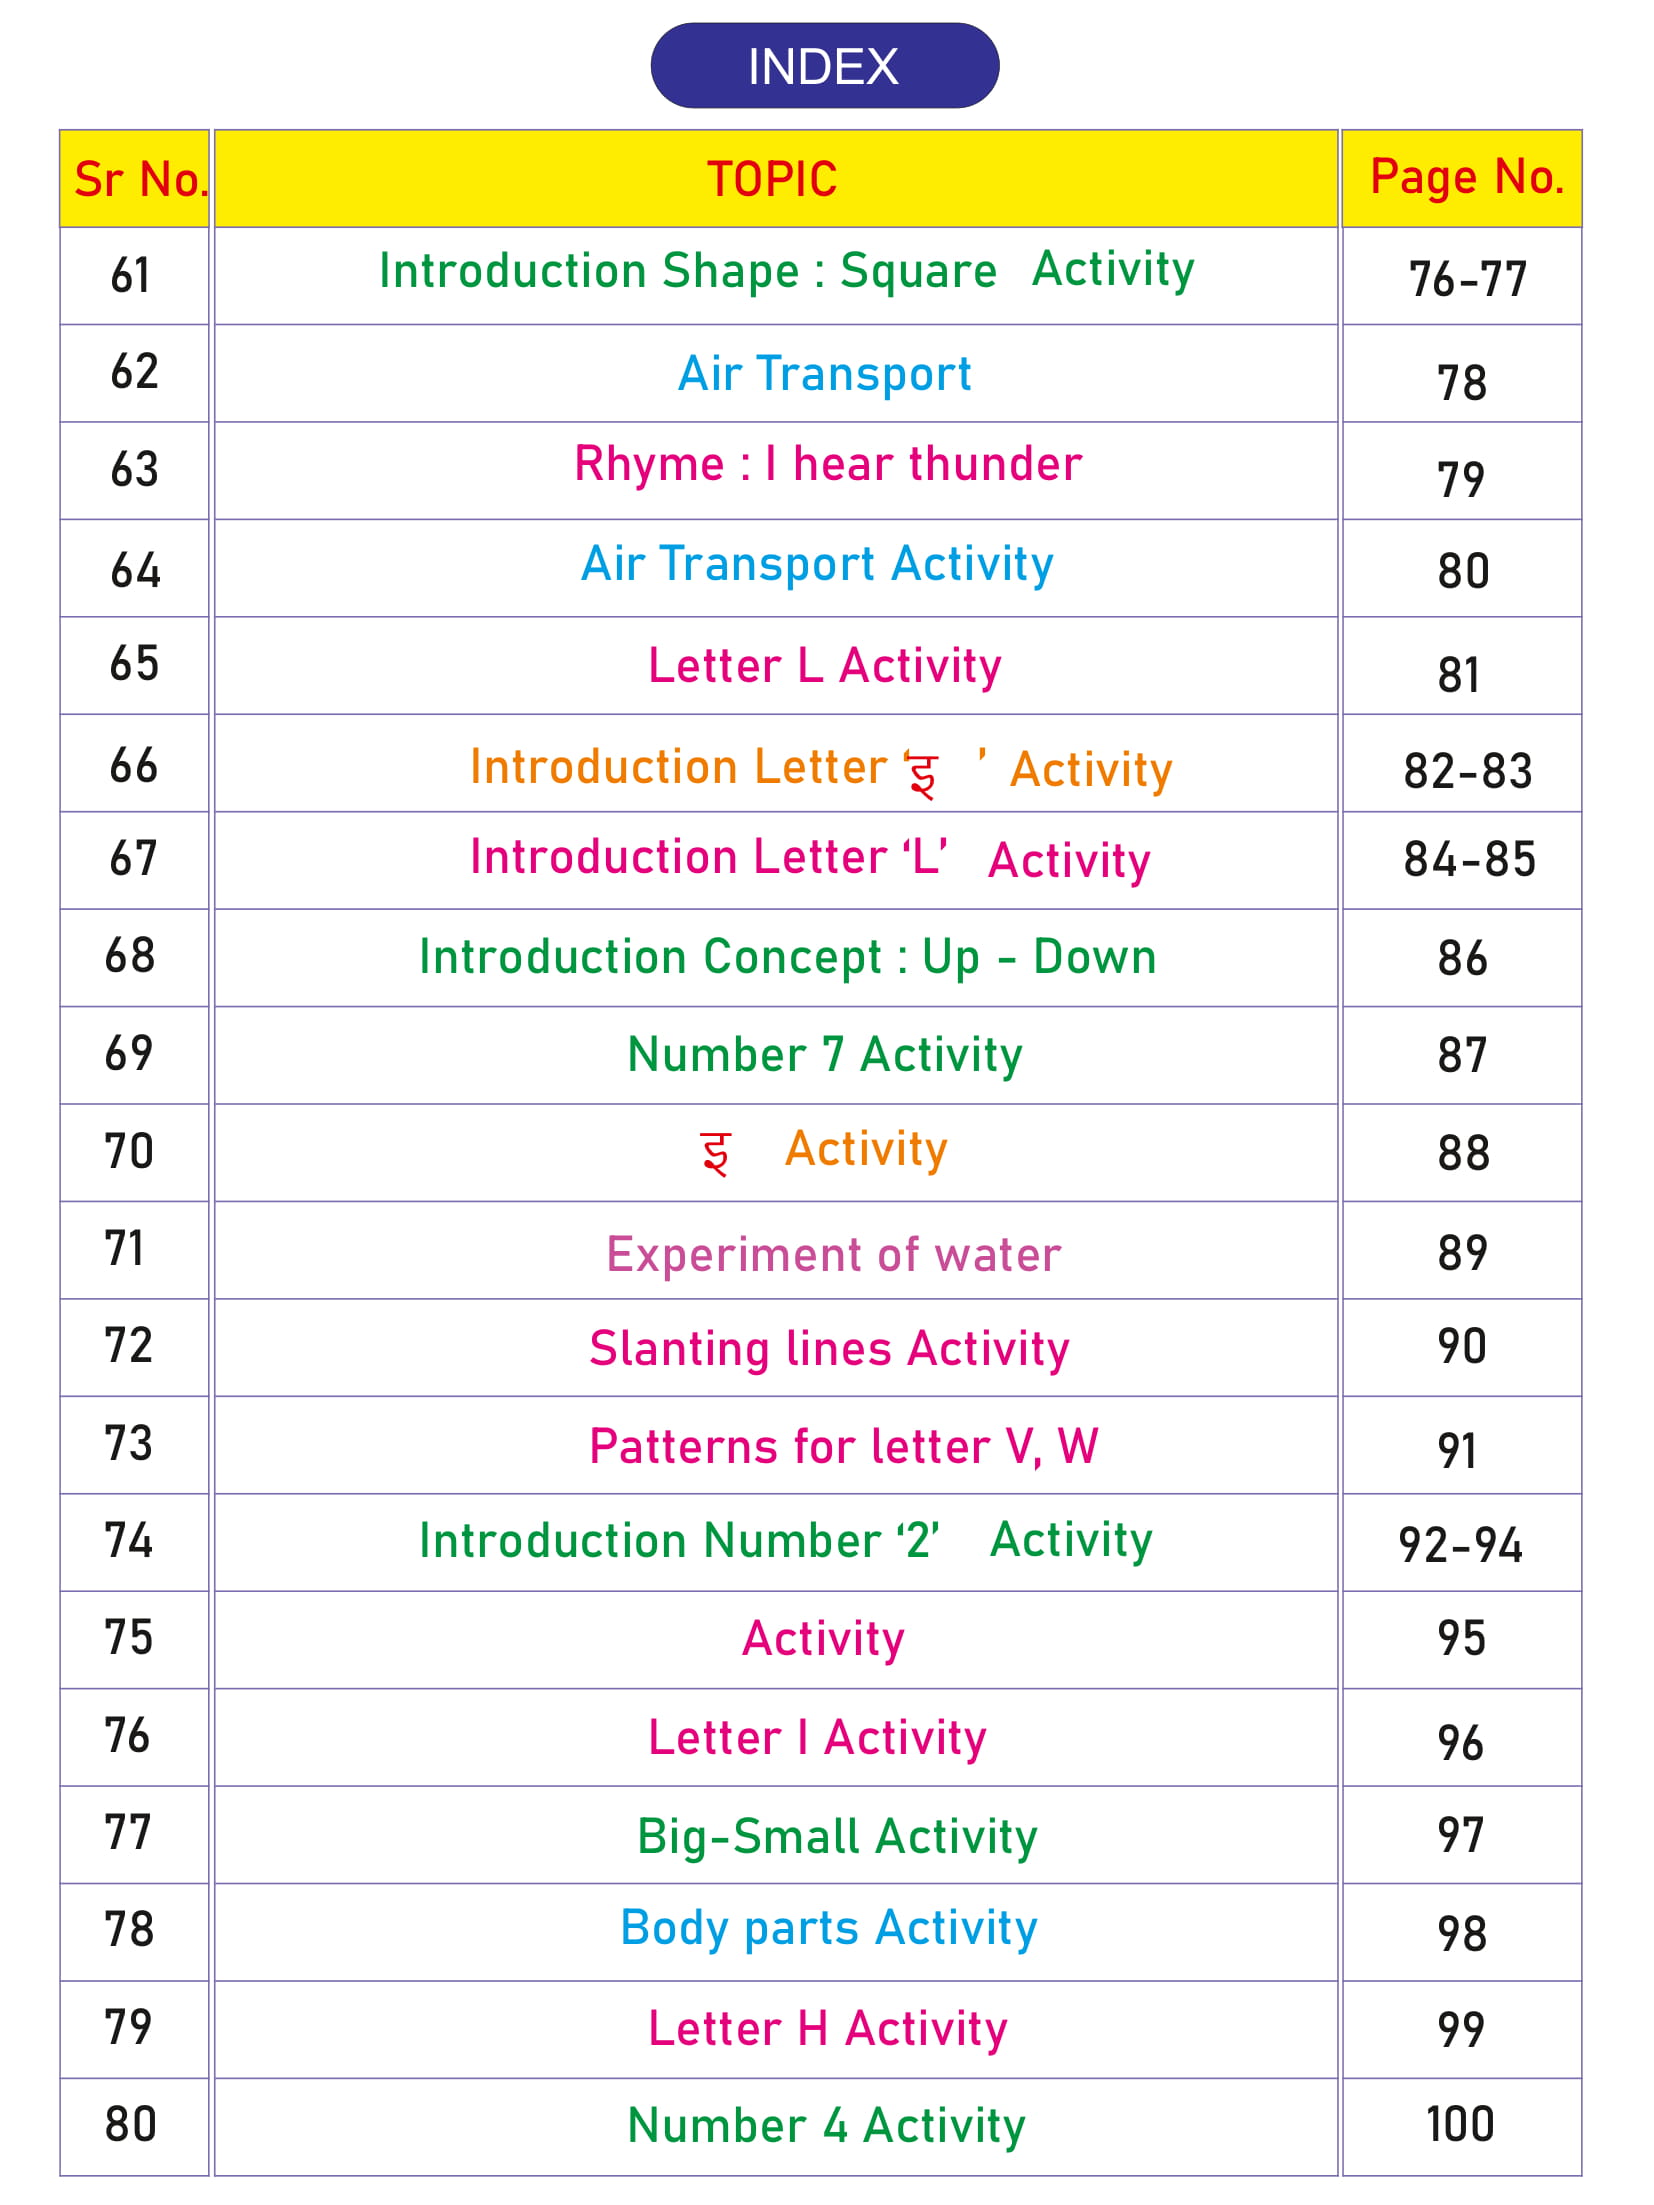 INDEX
Sr No. TOPIC Page No.
61 Introduction Shape : Square Activity 76-77
62 Air Transport 78
63 Rhyme : I hear thunder 79
64 Air Transport Activity 80
65 Letter L Activity 81
66 Introduction Letter ‘इ ’ Activity 82-83
67 Introduction Letter ‘L’ Activity 84-85
68 Introduction Concept : Up - Down 86
69 Number 7 Activity 87
70 इ Activity 88
71 Experiment of water 89
72 Slanting lines Activity 90
73 Patterns for letter V, W 91
74 Introduction Number ‘2’ Activity 92-94
75 Activity 95
76 Letter I Activity 96
77 Big-Small Activity 97
78 Body parts Activity 98
79 Letter H Activity 99
80 Number 4 Activity 100